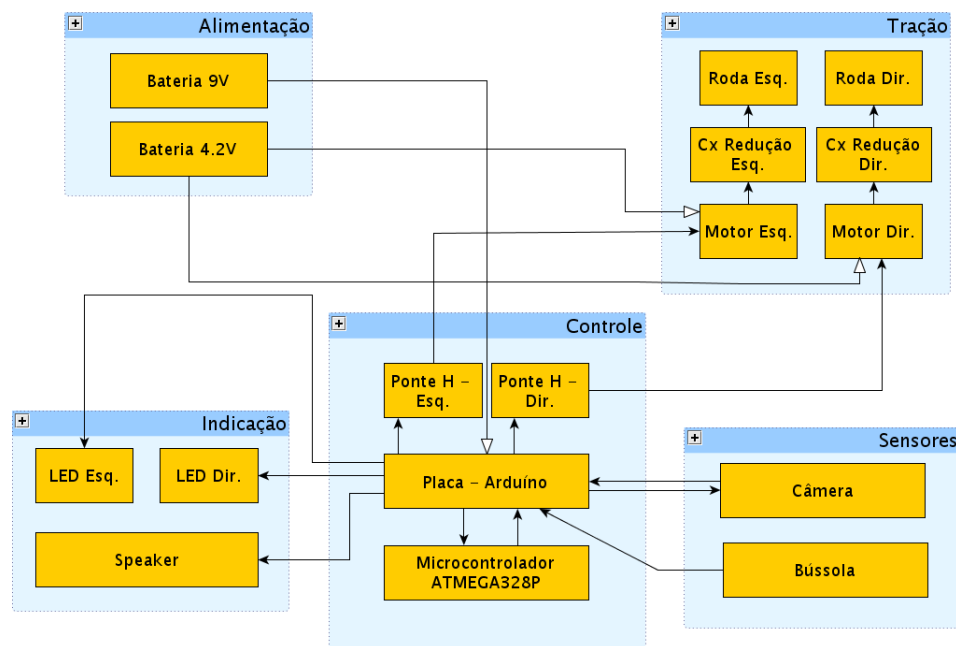 Alimentação
Bateria 9V
Bateria 4.2V
Tração
Roda Esq.
Roda Dir.
Cx Redução
Esq.
Cx Redução
Dir.
Motor Esq.
Motor Dir.
Controle
Ponte H –
Esq.
Ponte H –
Dir.
Placa – Arduíno
Microcontrolador
ATMEGA328P
Indicação
LED Esq.
LED Dir.
Speaker
Sensores
Câmera
Bússola